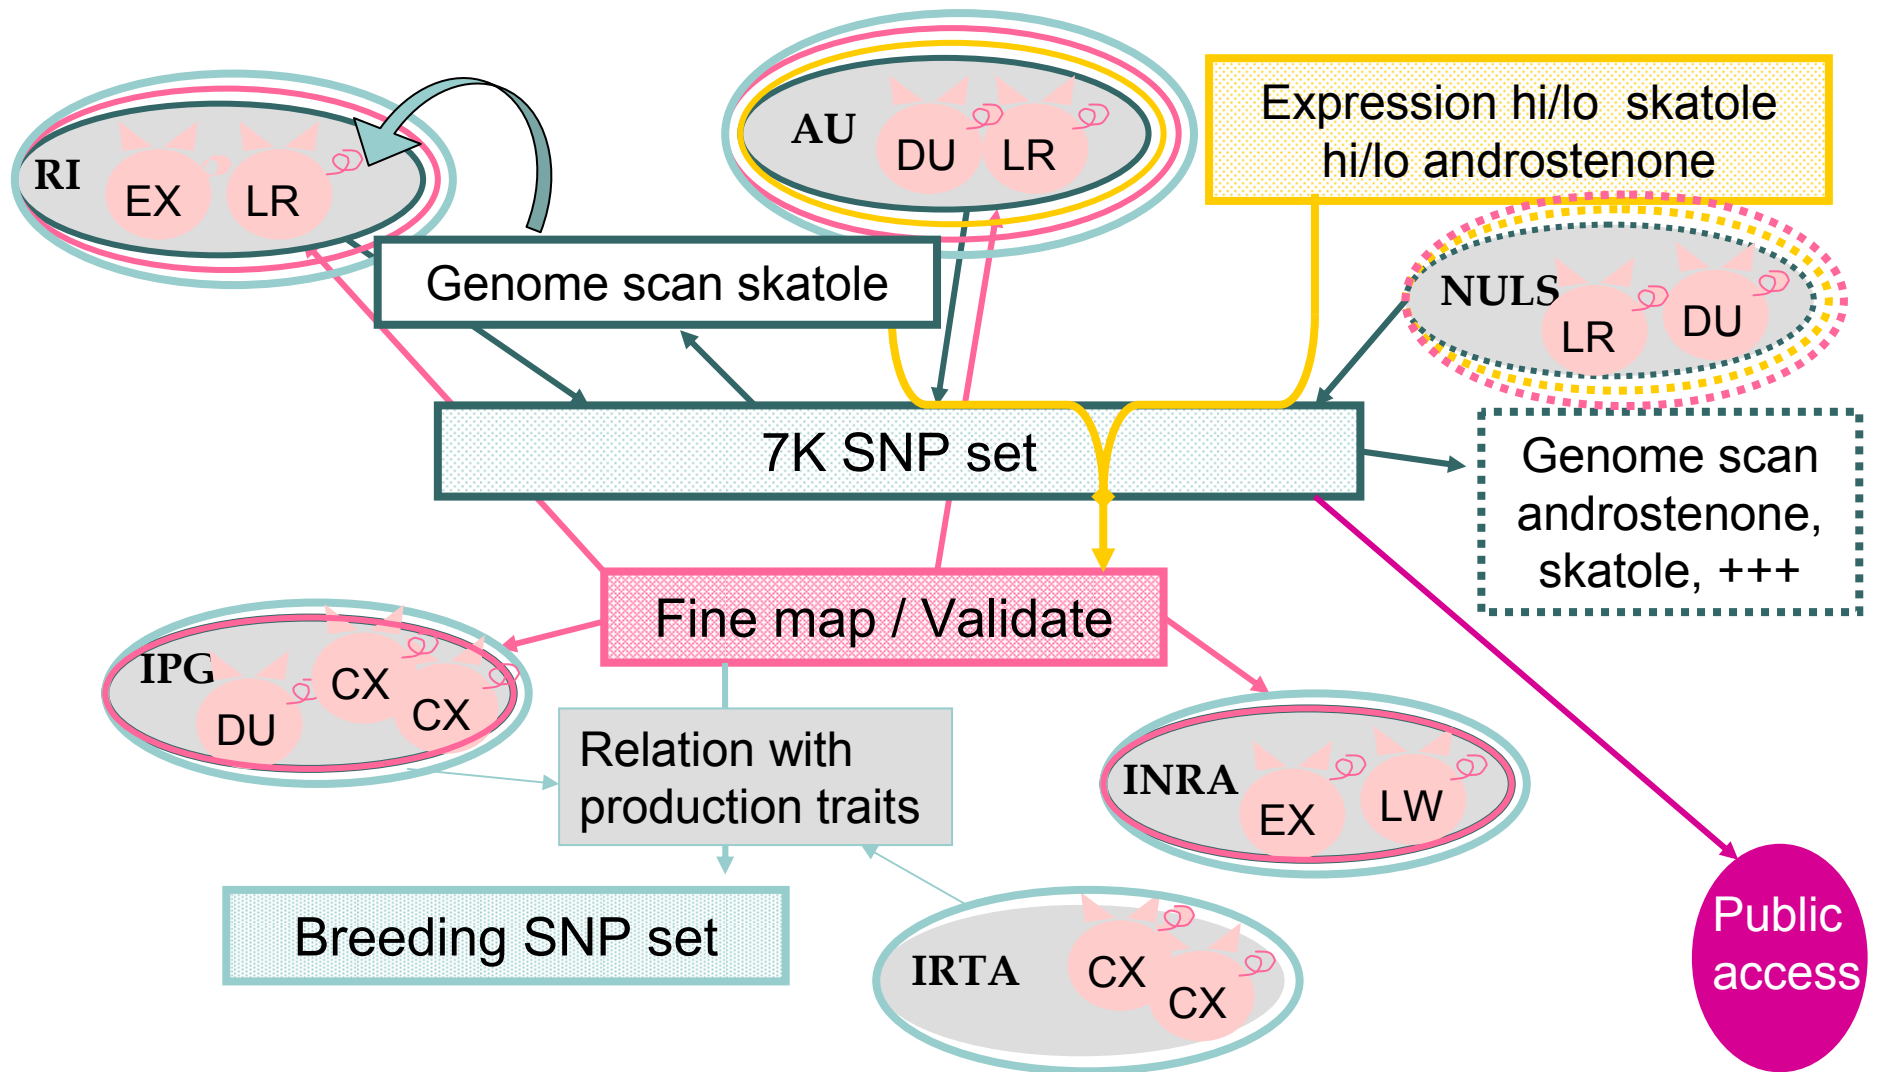 RI
EX
LR
AU
DU
LR
Expression hi/lo skatole
hi/lo androstenone
NULS
LR
DU
Genome scan skatole
7K SNP set
Genome scan
androstenone,
skatole, +++
Fine map / Validate
IPG
DU
CX
CX
Relation with
production traits
INRA
EX
LW
Breeding SNP set
IRTA
CX
CX
Public
access